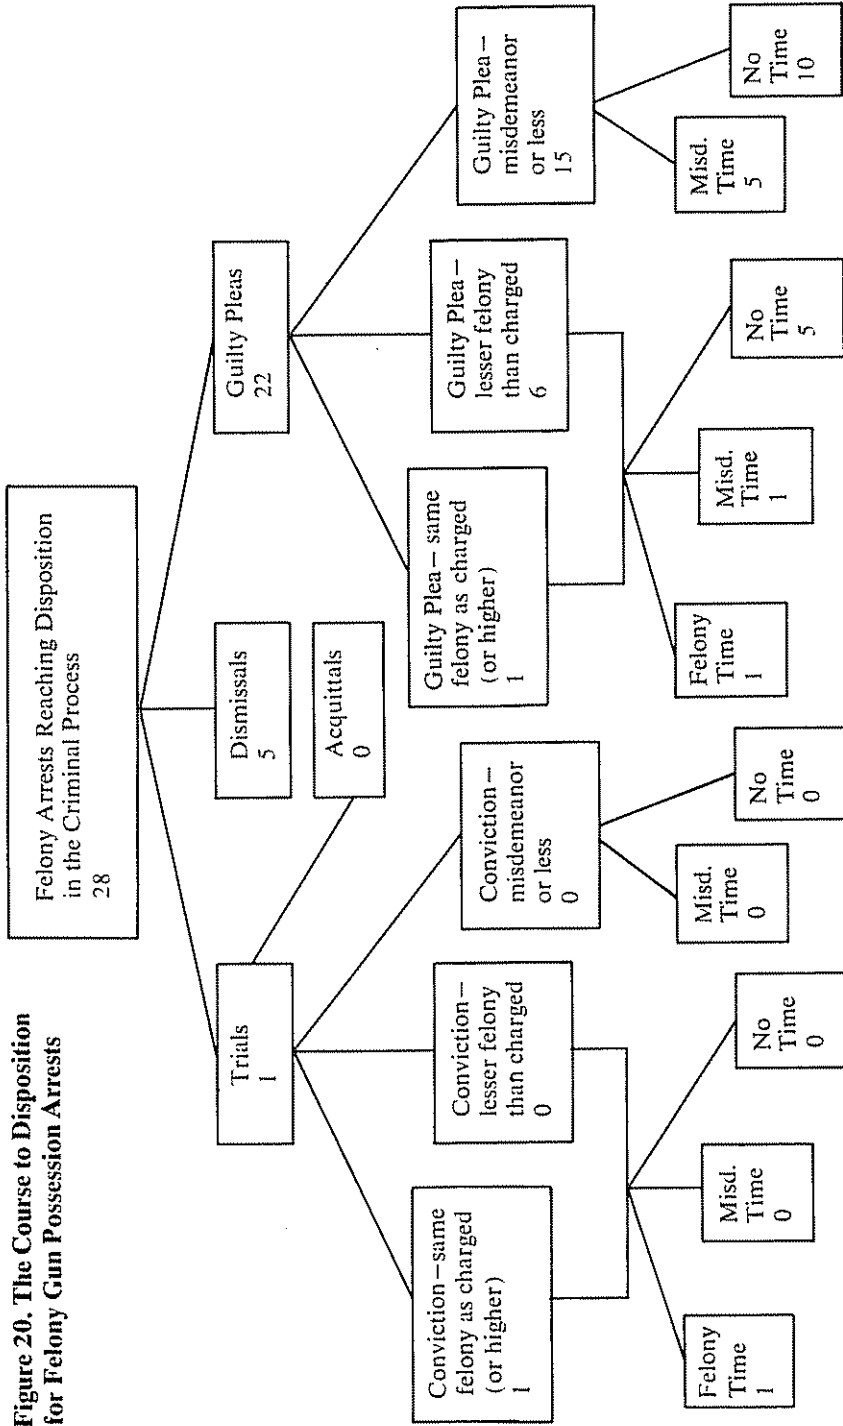 Figure 20. The Course to Disposition
for Felony Gun Possession Arrests
Felony Arrests Reaching Disposition
in the Criminal Process
28
Trials
1
Dismissals
5
Guilty Pleas
22
Acquittals
0
Conviction—same
felony as charged
(or higher)
1
Conviction—
lesser felony
than charged
0
Conviction—
misdemeanor
or less
0
Guilty Plea—same
felony as charged
(or higher)
1
Guilty Plea—
lesser felony
than charged
6
Guilty Plea—
misdemeanor
or less
15
Felony
Time
1
Misd.
Time
0
No
Time
0
Misd.
Time
0
No
Time
0
Felony
Time
1
Misd.
Time
1
No
Time
5
Misd.
Time
5
No
Time
10